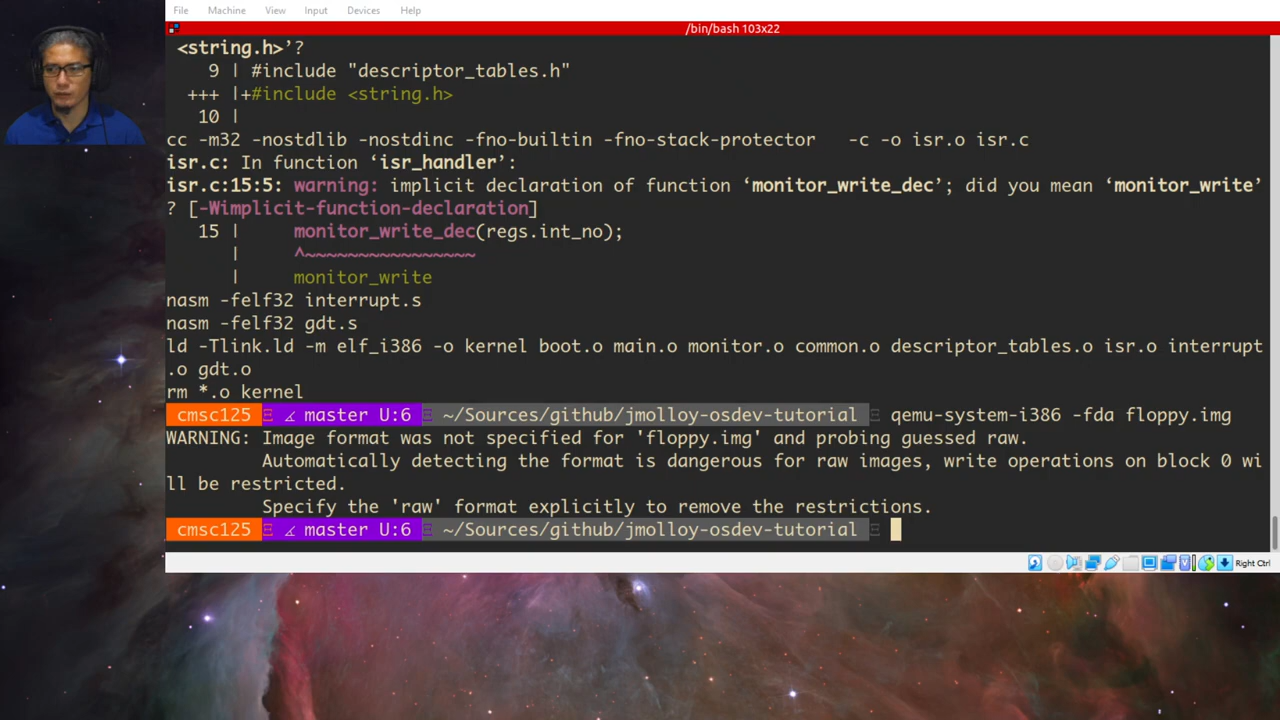 File Machine View Input Devices Help
/bin/bash 103x22
<string.h>’?
9 | #include "descriptor_tables.h"
+++ |+#include <string.h>
10 |
cc -m32 -nostdlib -nostdinc -fno-builtin -fno-stack-protector -c -o isr.o isr.c
isr.c: In function ‘isr_handler’:
isr.c:15:5: warning: implicit declaration of function ‘monitor_write_dec’; did you mean ‘monitor_write’
? [-Wimplicit-function-declaration]
15 | monitor_write_dec(regs.int_no);
| ^~~~~~~~~~~~~~~~~
| monitor_write
nasm -felf32 interrupt.s
nasm -felf32 gdt.s
ld -Tlink.ld -m elf_i386 -o kernel boot.o main.o monitor.o common.o descriptor_tables.o isr.o interrupt
.o gdt.o
rm *.o kernel
cmsc125 Ξ ∡ master U:6 Ξ ~/Sources/github/jmolloy-osdev-tutorial Ξ qemu-system-i386 -fda floppy.img
WARNING: Image format was not specified for 'floppy.img' and probing guessed raw.
Automatically detecting the format is dangerous for raw images, write operations on block 0 wi
ll be restricted.
Specify the 'raw' format explicitly to remove the restrictions.
cmsc125 Ξ ∡ master U:6 Ξ ~/Sources/github/jmolloy-osdev-tutorial Ξ
Right Ctrl